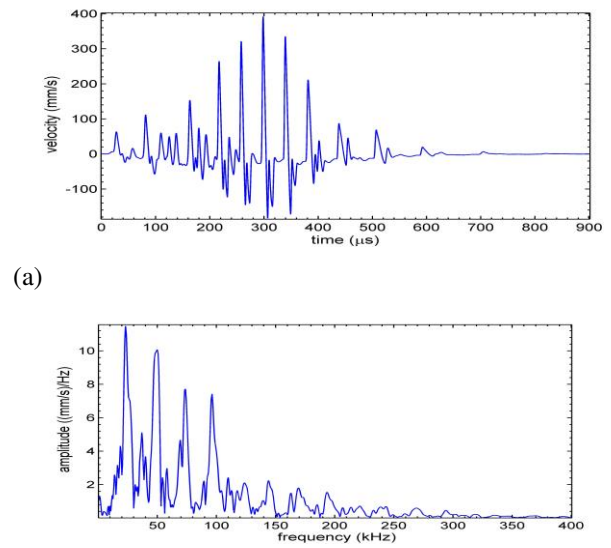 400
300
200
100
0
-100
velocity (mm/s)
0 100 200 300 400 500 600 700 800 900
time (μs)
(a)
10
8
6
4
2
amplitude ((mm/s)/Hz)
50 100 150 200 250 300 350 400
frequency (kHz)